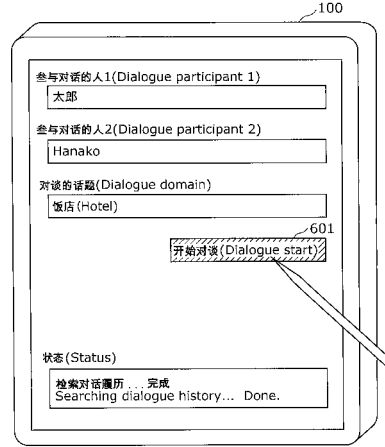 100
参与对话的人1(Dialogue participant 1)
太郎
参与对话的人2(Dialogue participant 2)
Hanako
对谈的话题(Dialogue domain)
饭店(Hotel)
601
开始对谈(Dialogue start)
状态(Status)
检索对话履历...完成
Searching dialogue history... Done.